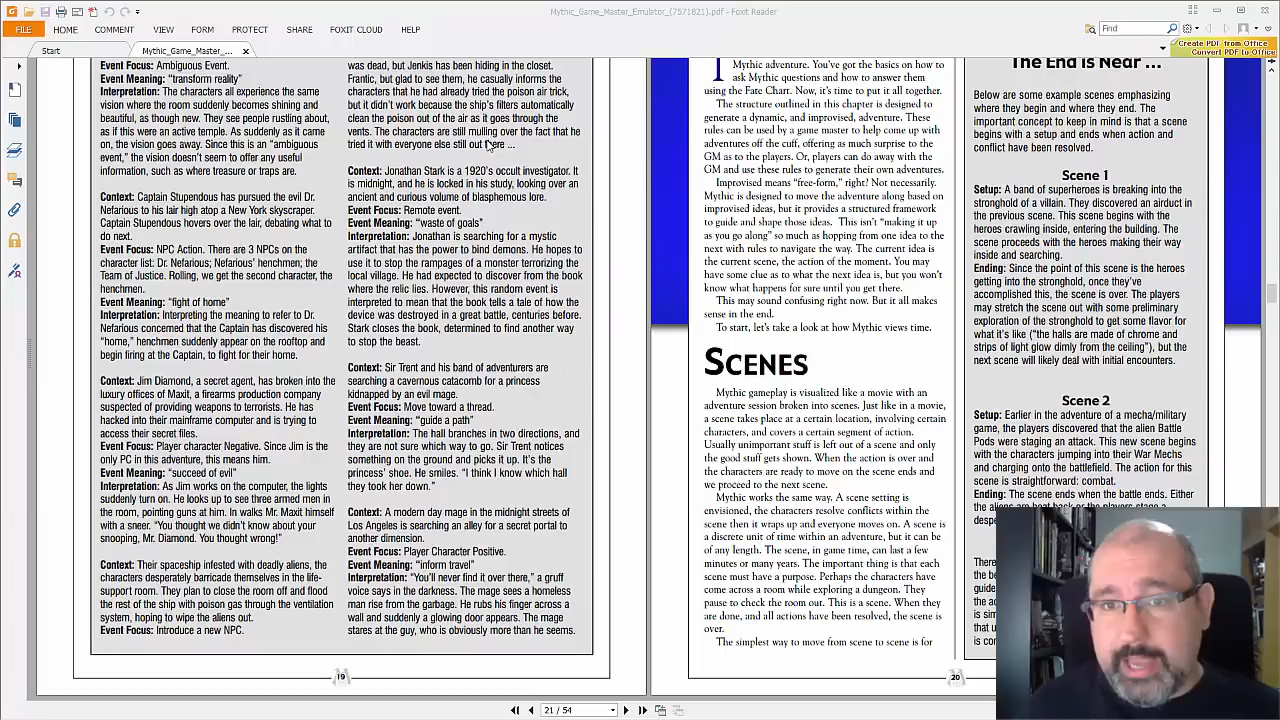 Mythic_Game_Master_Emulator_(7571821).pdf - Foxit Reader
FILE HOME COMMENT VIEW FORM PROTECT SHARE FOXIT CLOUD HELP
Find
Create PDF from Office
Convert PDF to Office
Start
Mythic_Game_Master_...
Event Focus: Ambiguous Event.
Event Meaning: “transform reality”
Interpretation: The characters all experience the same
vision where the room suddenly becomes shining and
beautiful, as though new. They see people rustling about,
as if this were an active temple. As suddenly as it came
on, the vision goes away. Since this is an “ambiguous
event,” the vision doesn’t seem to offer any useful
information, such as where treasure or traps are.
Context: Captain Stupendous has pursued the evil Dr.
Nefarious to his lair high atop a New York skyscraper.
Captain Stupendous hovers over the lair, debating what to
do next.
Event Focus: NPC Action. There are 3 NPCs on the
character list: Dr. Nefarious; Nefarious’ henchmen; the
Team of Justice. Rolling, we get the second character, the
henchmen.
Event Meaning: “fight of home”
Interpretation: Interpreting the meaning to refer to Dr.
Nefarious concerned that the Captain has discovered his
“home,” henchmen suddenly appear on the rooftop and
begin firing at the Captain, to fight for their home.
Context: Jim Diamond, a secret agent, has broken into the
luxury offices of Maxit, a firearms production company
suspected of providing weapons to terrorists. He has
hacked into their mainframe computer and is trying to
access their secret files.
Event Focus: Player character Negative. Since Jim is the
only PC in this adventure, this means him.
Event Meaning: “succeed of evil”
Interpretation: As Jim works on the computer, the lights
suddenly turn on. He looks up to see three armed men in
the room, pointing guns at him. In walks Mr. Maxit himself
with a sneer. “You thought we didn’t know about your
snooping, Mr. Diamond. You thought wrong!”
Context: Their spaceship infested with deadly aliens, the
characters desperately barricade themselves in the life-
support room. They plan to close the room off and flood
the rest of the ship with poison gas through the ventilation
system, hoping to wipe the aliens out.
Event Focus: Introduce a new NPC.
was dead, but Jenkis has been hiding in the closet.
Frantic, but glad to see them, he casually informs the
characters that he had already tried the poison air trick,
but it didn’t work because the ship’s filters automatically
clean the poison out of the air as it goes through the
vents. The characters are still mulling over the fact that he
tried it with everyone else still out there ...
Context: Jonathan Stark is a 1920’s occult investigator. It
is midnight, and he is locked in his study, looking over an
ancient and curious volume of blasphemous lore.
Event Focus: Remote event.
Event Meaning: “waste of goals”
Interpretation: Jonathan is searching for a mystic
artifact that has the power to bind demons. He hopes to
use it to stop the rampages of a monster terrorizing the
local village. He had expected to discover from the book
where the relic lies. However, this random event is
interpreted to mean that the book tells a tale of how the
device was destroyed in a great battle, centuries before.
Stark closes the book, determined to find another way
to stop the beast.
Context: Sir Trent and his band of adventurers are
searching a cavernous catacomb for a princess
kidnapped by an evil mage.
Event Focus: Move toward a thread.
Event Meaning: “guide a path”
Interpretation: The hall branches in two directions, and
they are not sure which way to go. Sir Trent notices
something on the ground and picks it up. It’s the
princess’ shoe. He smiles. “I think I know which hall
they took her down.”
Context: A modern day mage in the midnight streets of
Los Angeles is searching an alley for a secret portal to
another dimension.
Event Focus: Player Character Positive.
Event Meaning: “inform travel”
Interpretation: “You’ll never find it over there,” a gruff
voice says in the darkness. The mage sees a homeless
man rise from the garbage. He rubs his finger across a
wall and suddenly a glowing door appears. The mage
stares at the guy, who is obviously more than he seems.
19
Mythic adventure. You’ve got the basics on how to
ask Mythic questions and how to answer them
using the Fate Chart. Now, it’s time to put it all together.
The structure outlined in this chapter is designed to
generate a dynamic, and improvised, adventure. These
rules can be used by a game master to help come up with
adventures off the cuff, offering as much surprise to the
GM as to the players. Or, players can do away with the
GM and use these rules to generate their own adventures.
Improvised means “free-form,” right? Not necessarily.
Mythic is designed to move the adventure along based on
improvised ideas, but it provides a structured framework
to guide and shape those ideas. This isn’t “making it up
as you go along” so much as hopping from one idea to the
next with rules to navigate the way. The current idea is
the current scene, the action of the moment. You may
have some clue as to what the next idea is, but you won’t
know what happens for sure until you get there.
This may sound confusing right now. But it all makes
sense in the end.
To start, let’s take a look at how Mythic views time.
SCENES
Mythic gameplay is visualized like a movie with an
adventure session broken into scenes. Just like in a movie,
a scene takes place at a certain location, involving certain
characters, and covers a certain segment of action.
Usually unimportant stuff is left out of a scene and only
the good stuff gets shown. When the action is over and
the characters are ready to move on the scene ends and
we proceed to the next scene.
Mythic works the same way. A scene setting is
envisioned, the characters resolve conflicts within the
scene then it wraps up and everyone moves on. A scene is
a discrete unit of time within an adventure, but it can be
of any length. The scene, in game time, can last a few
minutes or many years. The important thing is that each
scene must have a purpose. Perhaps the characters have
come across a room while exploring a dungeon. They
pause to check the room out. This is a scene. When they
are done, and all actions have been resolved, the scene is
over.
The simplest way to move from scene to scene is for
20
The End is Near ...
Below are some example scenes emphasizing
where they begin and where they end. The
important concept to keep in mind is that a scene
begins with a setup and ends when action and
conflict have been resolved.
Scene 1
Setup: A band of superheroes is breaking into the
stronghold of a villain. They discovered an airduct in
the previous scene. This scene begins with the
heroes crawling inside, entering the building. The
scene proceeds with the heroes making their way
inside and searching.
Ending: Since the point of this scene is the heroes
getting into the stronghold, once they’ve
accomplished this, the scene is over. The players
may stretch the scene out with some preliminary
exploration of the stronghold to get some flavor for
what it’s like (“the halls are made of chrome and
strips of light glow dimly from the ceiling”), but the
next scene will likely deal with initial encounters.
Scene 2
Setup: Earlier in the adventure of a mecha/military
game, the players discovered that the alien Battle
Pods were staging an attack. This new scene begins
with the characters jumping into their War Mechs
and charging onto the battlefield. The action for this
scene is straightforward: combat.
Ending: The scene ends when the battle ends. Either
the aliens
21 / 54